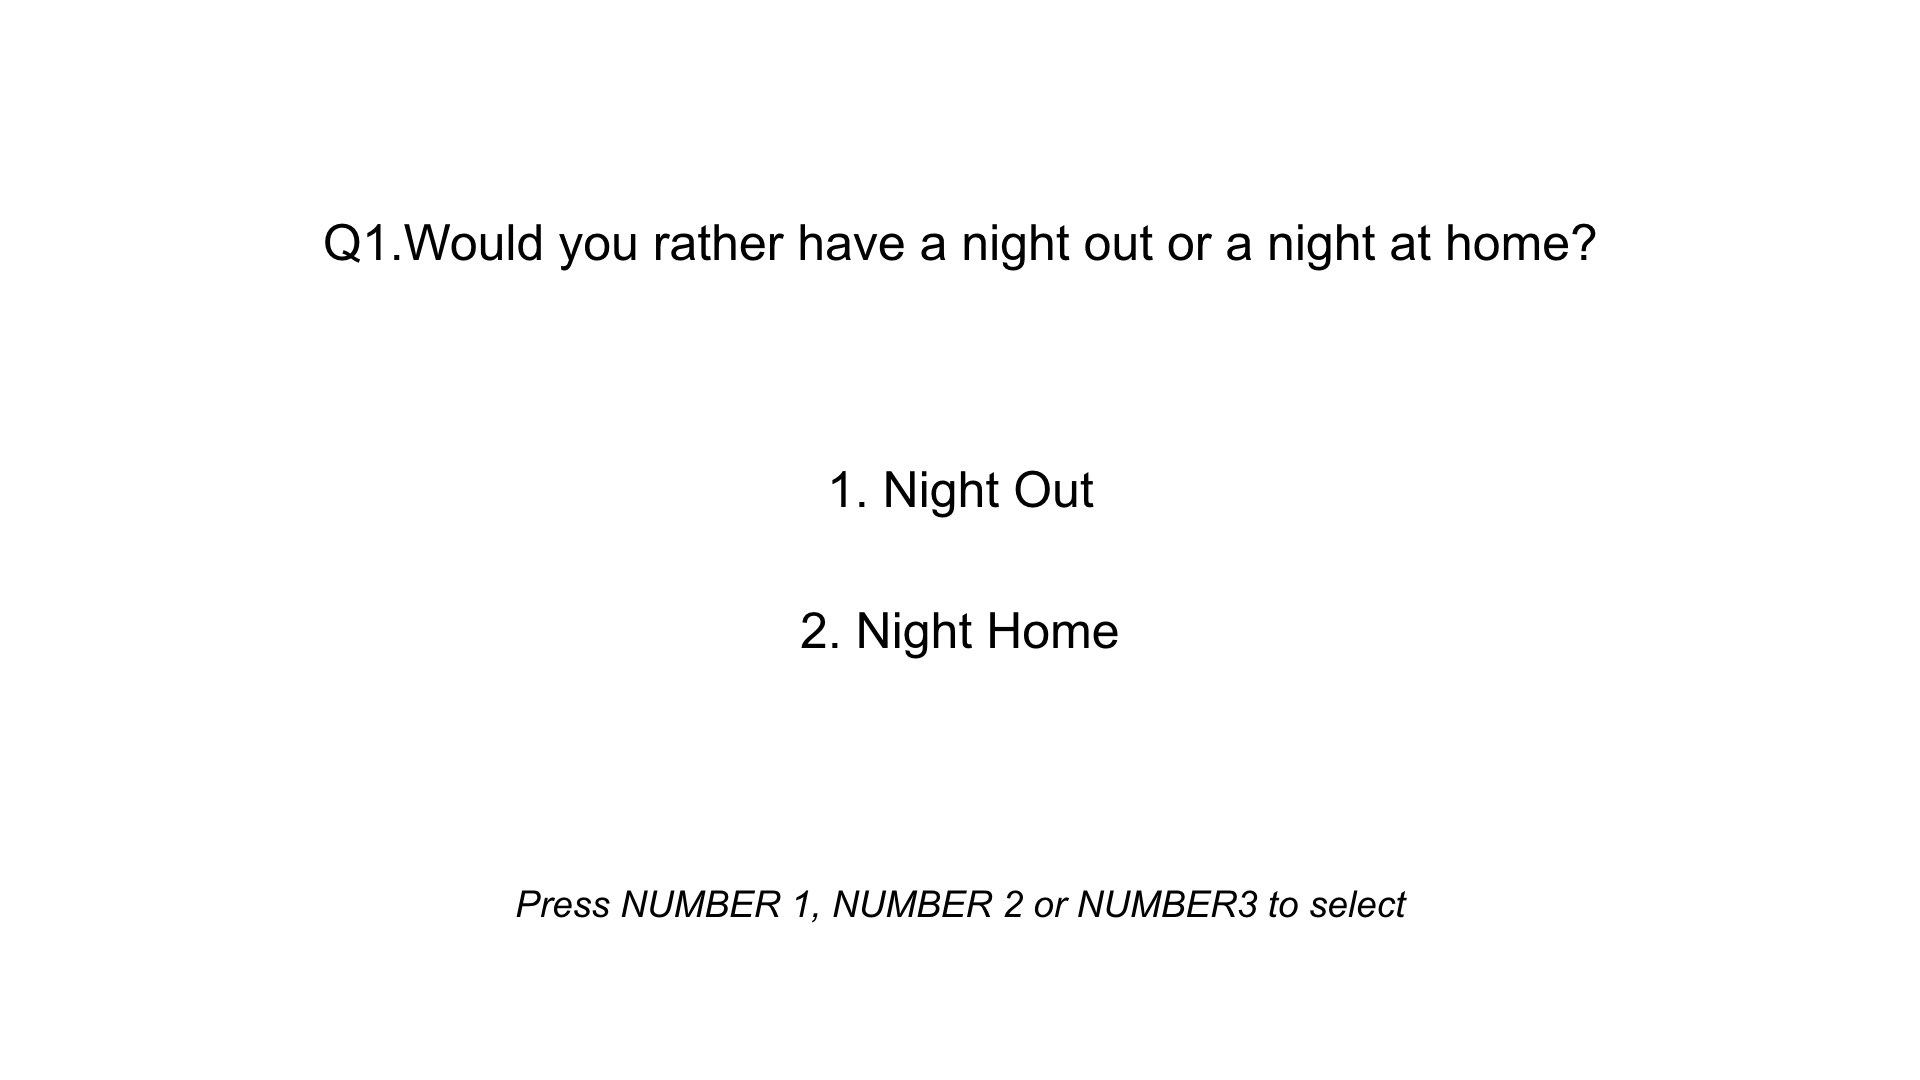 Q1.Would you rather have a night out or a night at home?
1. Night Out
2. Night Home
Press NUMBER 1, NUMBER 2 or NUMBER3 to select